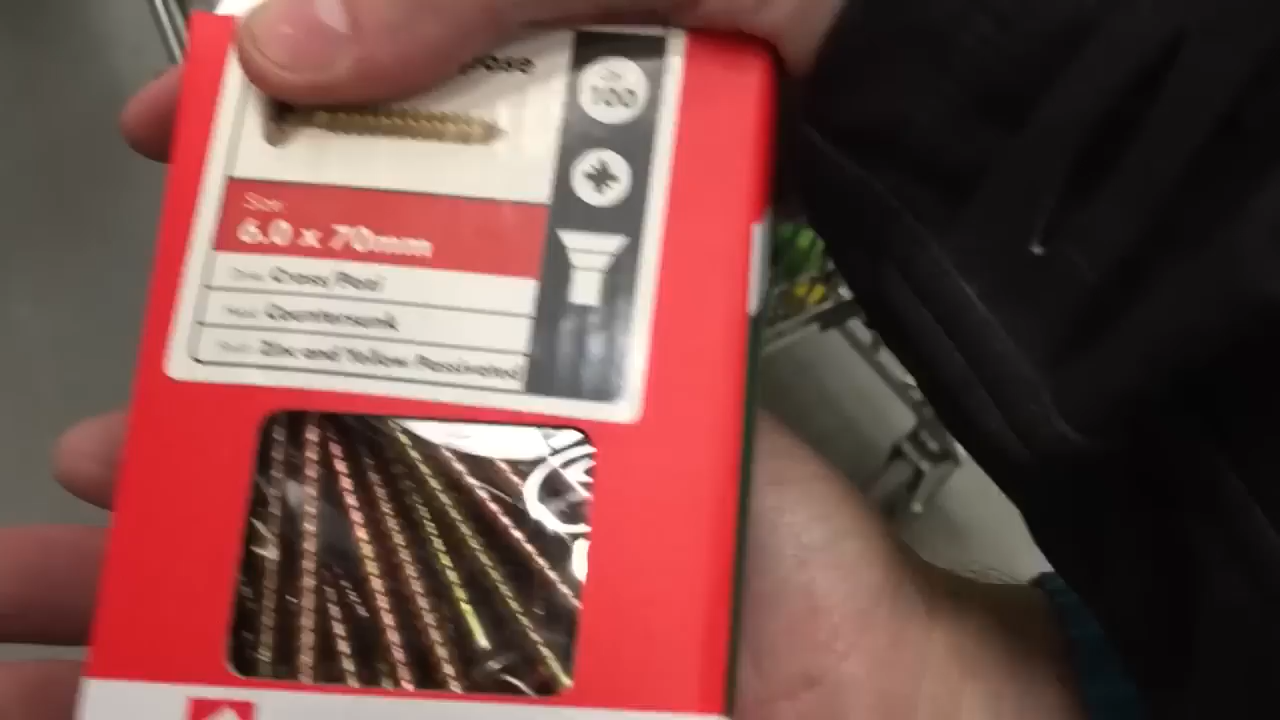 100
Size
6.0 x 70mm
Cross/Pozi
Countersunk
Zinc and Yellow Passivated